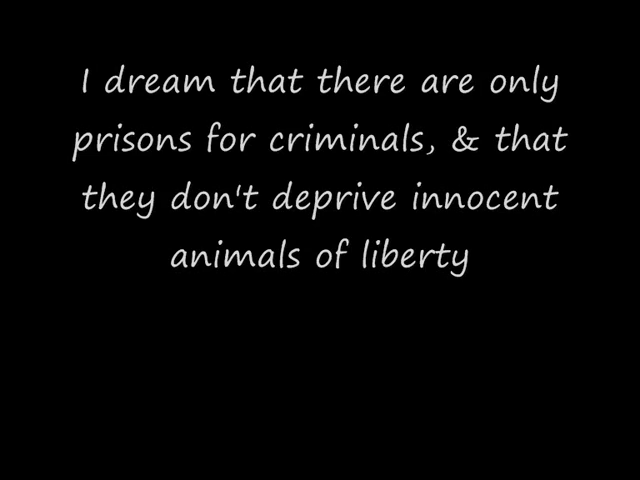 I dream that there are only
prisons for criminals, & that
they don't deprive innocent
animals of liberty